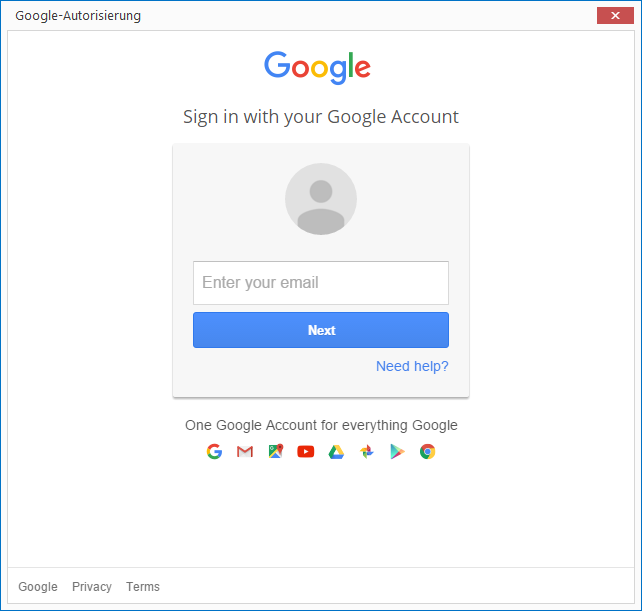 Google-Autorisierung
Google
Sign in with your Google Account
Enter your email
Next
Need help?
One Google Account for everything Google
Google Privacy Terms